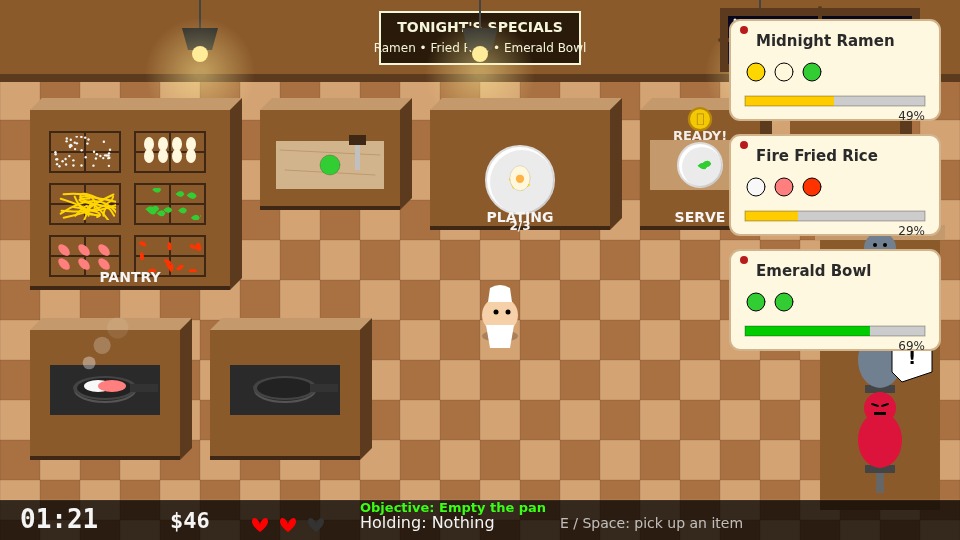 TONIGHT'S SPECIALS
Ramen • Fried • Emerald Bowl
Midnight Ramen
49%
READY!
Fire Fried Rice
29%
PLATING
2/3
SERVE
PANTRY
Emerald Bowl
69%
!
Objective: Empty the pan
01:21
$46
Holding: Nothing
E / Space: pick up an item